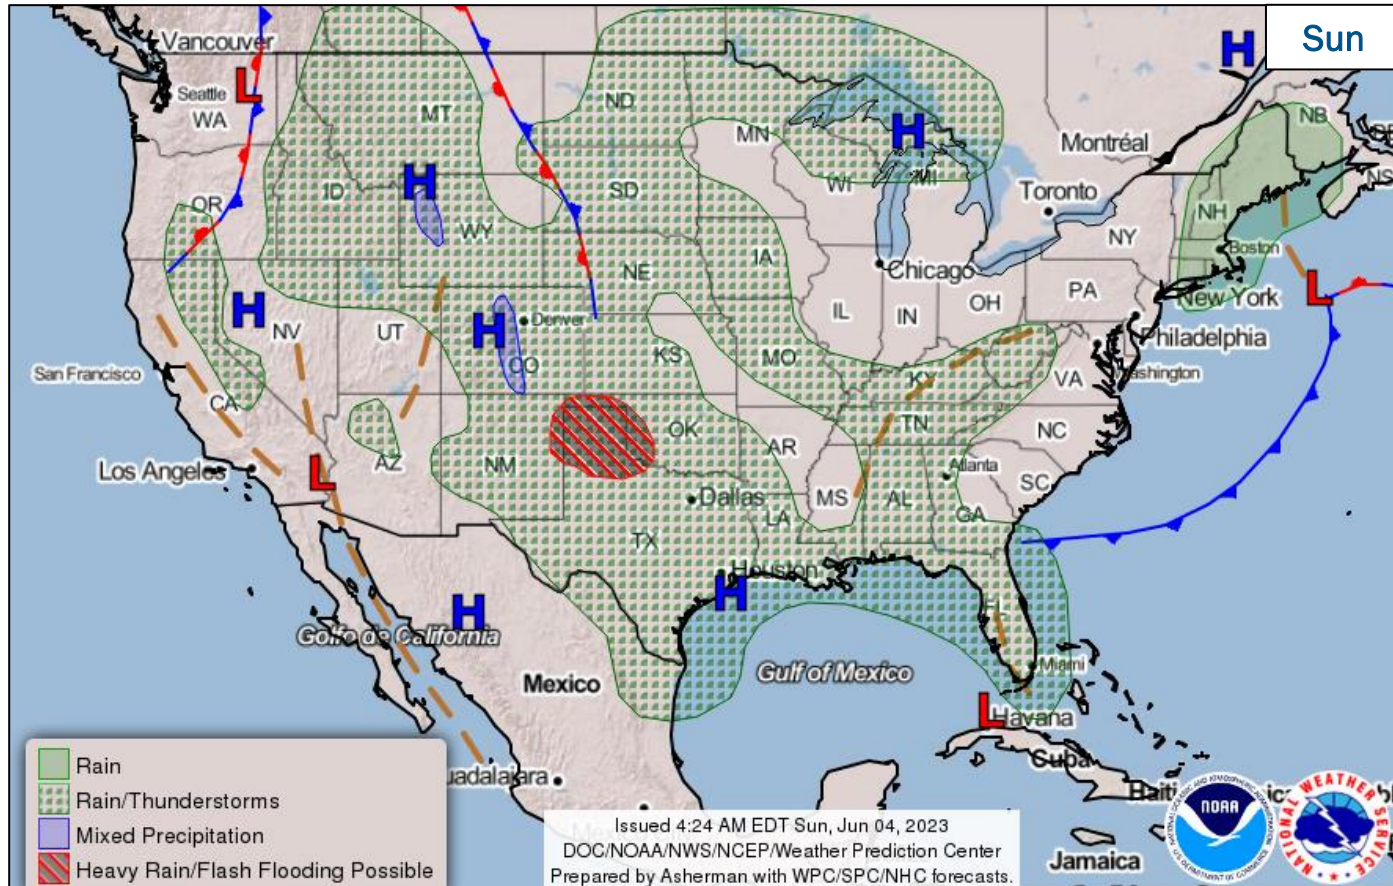 Sun
H
Vancouver
NB
L
Seattle
ND
MT
WA
MN
H
Montréal
NS
H
ID
SD
WI
MI
Toronto
OR
NH
WY
NY
Boston
IA
NE
Chicago
PA
New York
L
H
OH
IL
IN
NV
UT
H
Denver
Philadelphia
KS
MO
CO
San Francisco
KY
VA
Washington
CA
TN
NC
OK
AR
Los Angeles
L
AZ
NM
Atlanta
SC
Dallas
MS
AL
LA
GA
TX
Houston
H
H
FL
Golfo de California
Miami
Gulf of Mexico
Mexico
L
Havana
Cuba
Rain
Rain/Thunderstorms
Mixed Precipitation
Heavy Rain/Flash Flooding Possible
uadalajara
Haiti
Jamaica
Issued 4:24 AM EDT Sun, Jun 04, 2023
DOC/NOAA/NWS/NCEP/Weather Prediction Center
Prepared by Asherman with WPC/SPC/NHC forecasts.
NOAA
NATIONAL WEATHER SERVICE